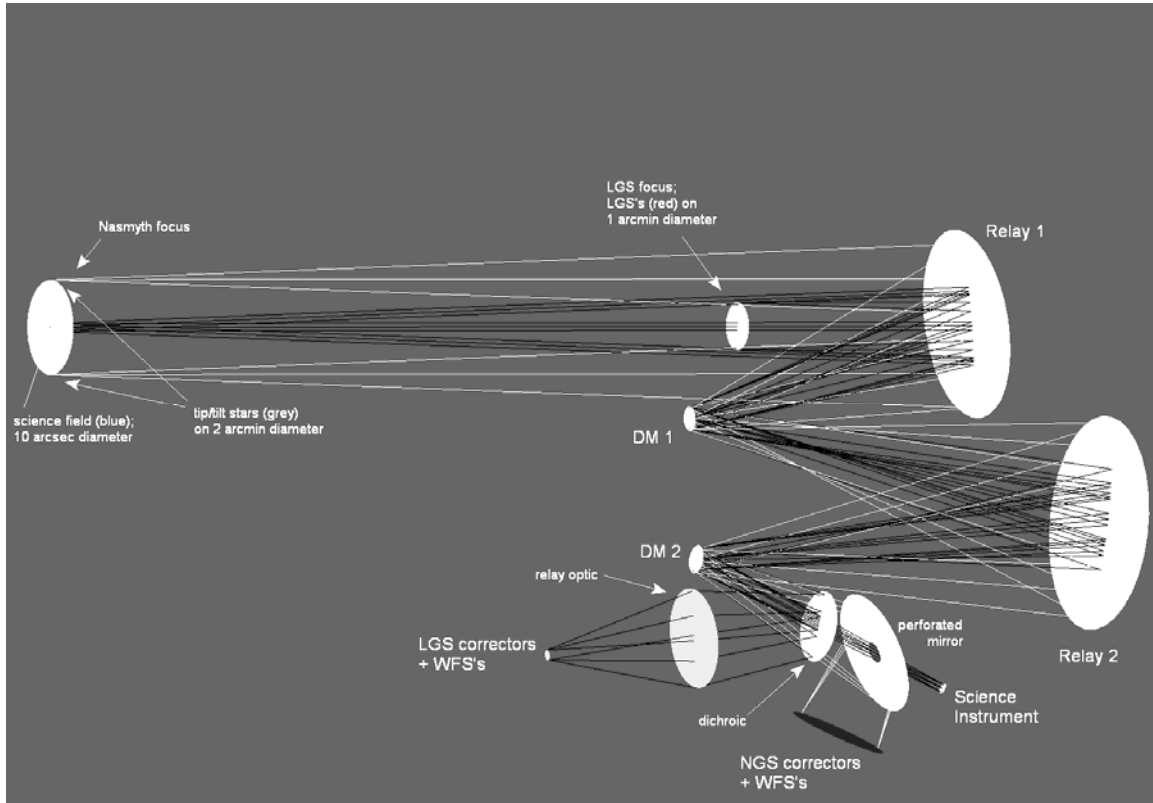 LGS focus;
LGS's (red) on
1 arcmin diameter
Nasmyth focus
Relay 1
science field (blue);
10 arcsec diameter
tip/tilt stars (grey)
on 2 arcmin diameter
DM 1
DM 2
relay optic
LGS correctors
+ WFS's
perforated
mirror
Relay 2
dichroic
Science
Instrument
NGS correctors
+ WFS's